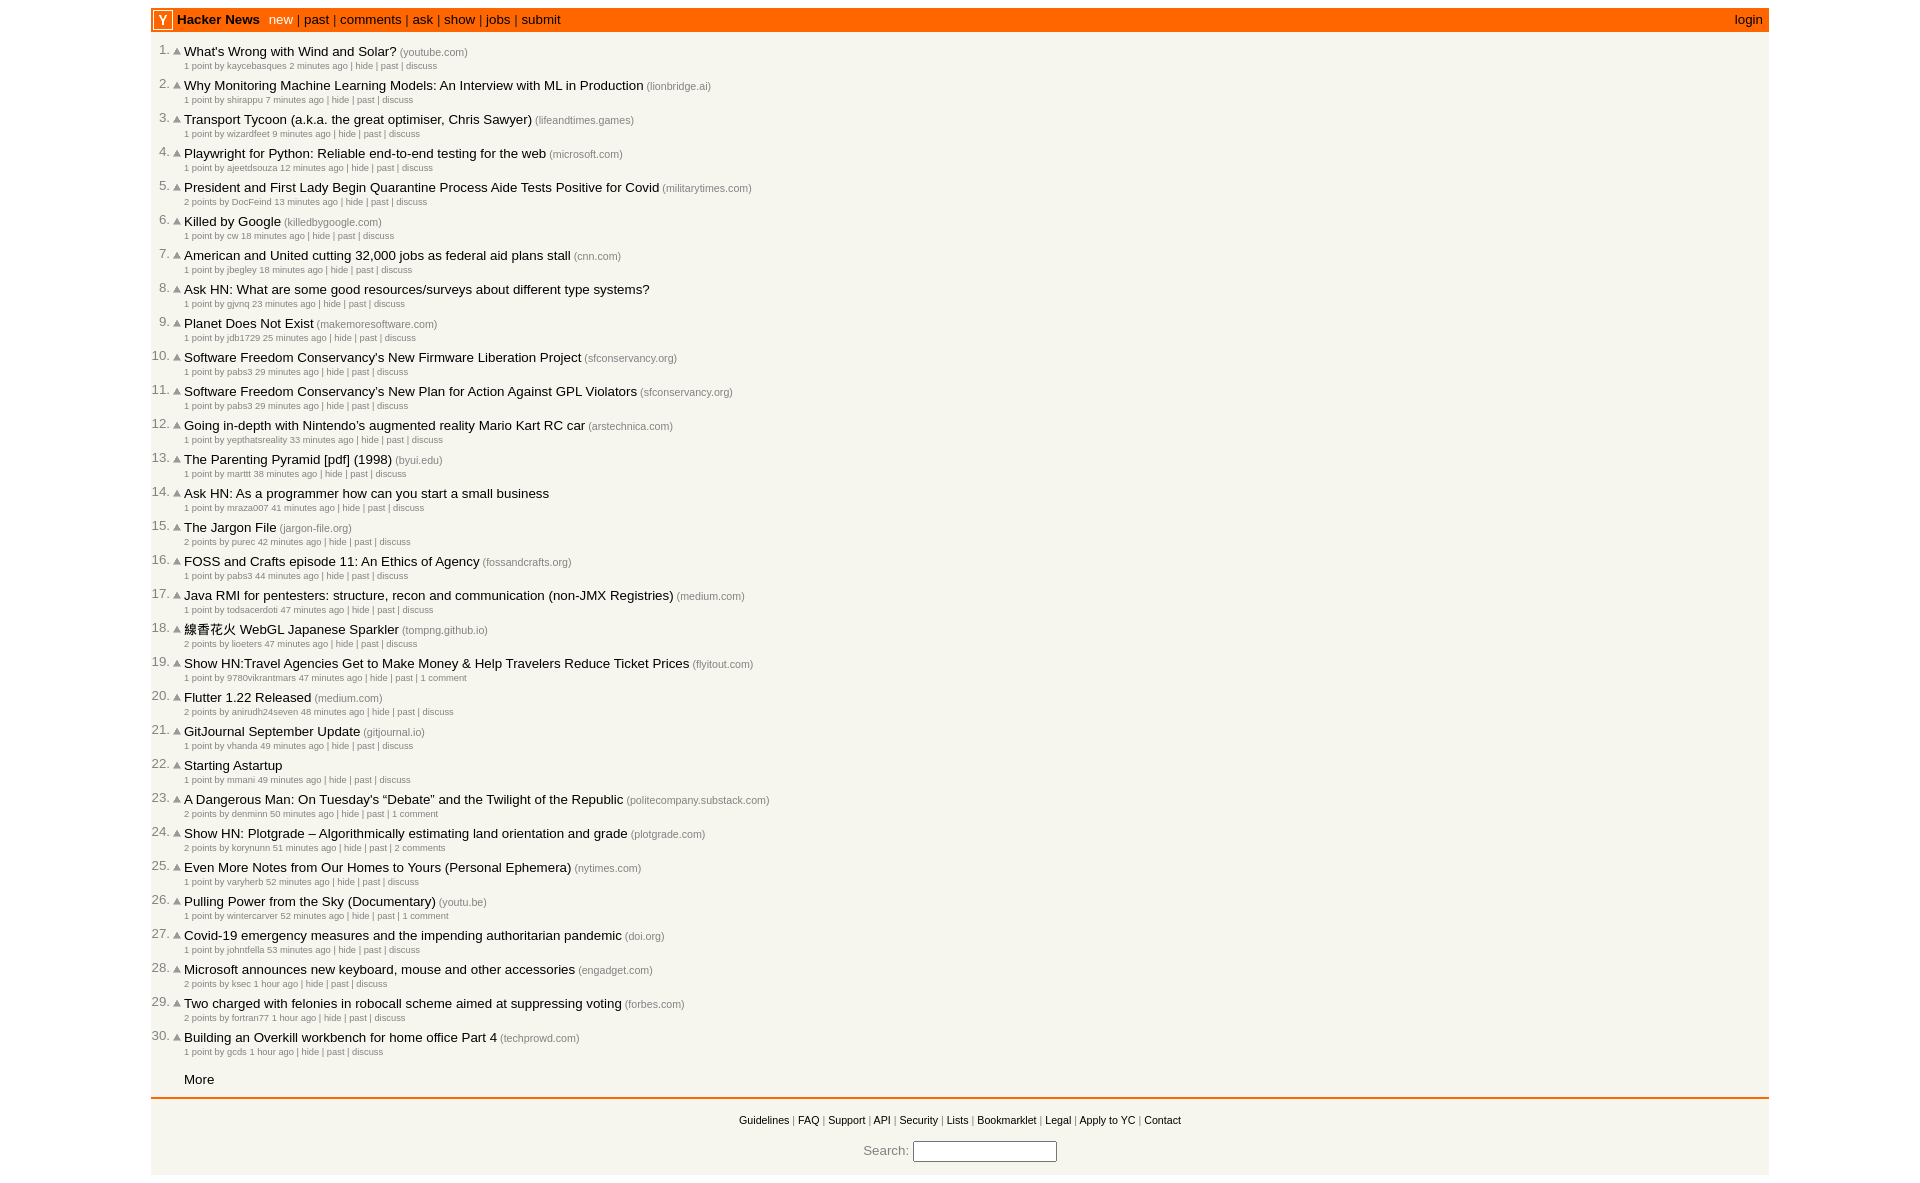 Y Hacker News new | past | comments | ask | show | jobs | submit login
1. What's Wrong with Wind and Solar? (youtube.com)
1 point by kaycebasques 2 minutes ago | hide | past | discuss
2. Why Monitoring Machine Learning Models: An Interview with ML in Production (lionbridge.ai)
1 point by shirappu 7 minutes ago | hide | past | discuss
3. Transport Tycoon (a.k.a. the great optimiser, Chris Sawyer) (lifeandtimes.games)
1 point by wizardfeet 9 minutes ago | hide | past | discuss
4. Playwright for Python: Reliable end-to-end testing for the web (microsoft.com)
1 point by ajeetdsouza 12 minutes ago | hide | past | discuss
5. President and First Lady Begin Quarantine Process Aide Tests Positive for Covid (militarytimes.com)
2 points by DocFeind 13 minutes ago | hide | past | discuss
6. Killed by Google (killedbygoogle.com)
1 point by cw 18 minutes ago | hide | past | discuss
7. American and United cutting 32,000 jobs as federal aid plans stall (cnn.com)
1 point by jbegley 18 minutes ago | hide | past | discuss
8. Ask HN: What are some good resources/surveys about different type systems?
1 point by gjvnq 23 minutes ago | hide | past | discuss
9. Planet Does Not Exist (makemoresoftware.com)
1 point by jdb1729 25 minutes ago | hide | past | discuss
10. Software Freedom Conservancy's New Firmware Liberation Project (sfconservancy.org)
1 point by pabs3 29 minutes ago | hide | past | discuss
11. Software Freedom Conservancy’s New Plan for Action Against GPL Violators (sfconservancy.org)
1 point by pabs3 29 minutes ago | hide | past | discuss
12. Going in-depth with Nintendo’s augmented reality Mario Kart RC car (arstechnica.com)
1 point by yepthatsreality 33 minutes ago | hide | past | discuss
13. The Parenting Pyramid [pdf] (1998) (byui.edu)
1 point by marttt 38 minutes ago | hide | past | discuss
14. Ask HN: As a programmer how can you start a small business
1 point by mraza007 41 minutes ago | hide | past | discuss
15. The Jargon File (jargon-file.org)
2 points by purec 42 minutes ago | hide | past | discuss
16. FOSS and Crafts episode 11: An Ethics of Agency (fossandcrafts.org)
1 point by pabs3 44 minutes ago | hide | past | discuss
17. Java RMI for pentesters: structure, recon and communication (non-JMX Registries) (medium.com)
1 point by todsacerdoti 47 minutes ago | hide | past | discuss
18. 線香花火 WebGL Japanese Sparkler (tompng.github.io)
2 points by lioeters 47 minutes ago | hide | past | discuss
19. Show HN:Travel Agencies Get to Make Money & Help Travelers Reduce Ticket Prices (flyitout.com)
1 point by 9780vikrantmars 47 minutes ago | hide | past | 1 comment
20. Flutter 1.22 Released (medium.com)
2 points by anirudh24seven 48 minutes ago | hide | past | discuss
21. GitJournal September Update (gitjournal.io)
1 point by vhanda 49 minutes ago | hide | past | discuss
22. Starting Astartup
1 point by mmani 49 minutes ago | hide | past | discuss
23. A Dangerous Man: On Tuesday's “Debate” and the Twilight of the Republic (politecompany.substack.com)
2 points by denminn 50 minutes ago | hide | past | 1 comment
24. Show HN: Plotgrade – Algorithmically estimating land orientation and grade (plotgrade.com)
2 points by korynunn 51 minutes ago | hide | past | 2 comments
25. Even More Notes from Our Homes to Yours (Personal Ephemera) (nytimes.com)
1 point by varyherb 52 minutes ago | hide | past | discuss
26. Pulling Power from the Sky (Documentary) (youtu.be)
1 point by wintercarver 52 minutes ago | hide | past | 1 comment
27. Covid-19 emergency measures and the impending authoritarian pandemic (doi.org)
1 point by johntfella 53 minutes ago | hide | past | discuss
28. Microsoft announces new keyboard, mouse and other accessories (engadget.com)
2 points by ksec 1 hour ago | hide | past | discuss
29. Two charged with felonies in robocall scheme aimed at suppressing voting (forbes.com)
2 points by fortran77 1 hour ago | hide | past | discuss
30. Building an Overkill workbench for home office Part 4 (techprowd.com)
1 point by gcds 1 hour ago | hide | past | discuss
More
Guidelines | FAQ | Support | API | Security | Lists | Bookmarklet | Legal | Apply to YC | Contact
Search: